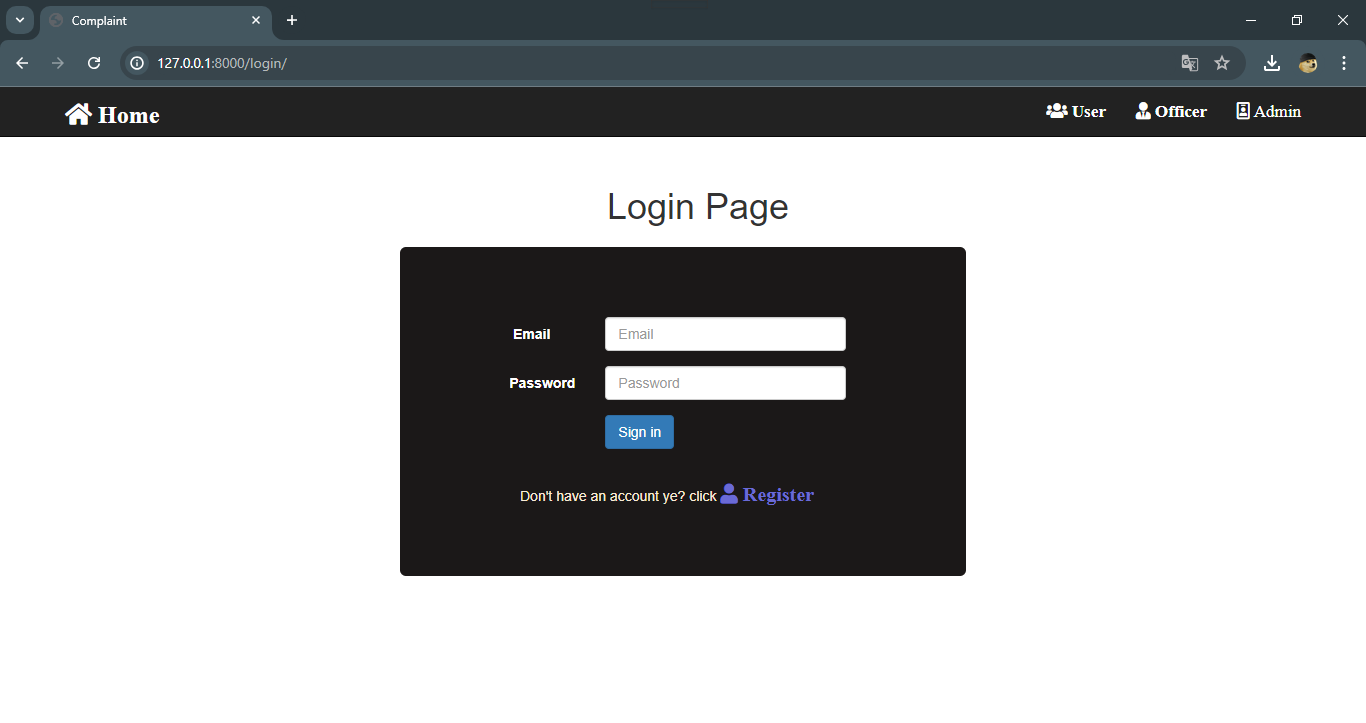 Complaint
127.0.0.1:8000/login/
Home User Officer Admin
Login Page
Email Email
Password Password
Sign in
Don't have an account ye? click Register